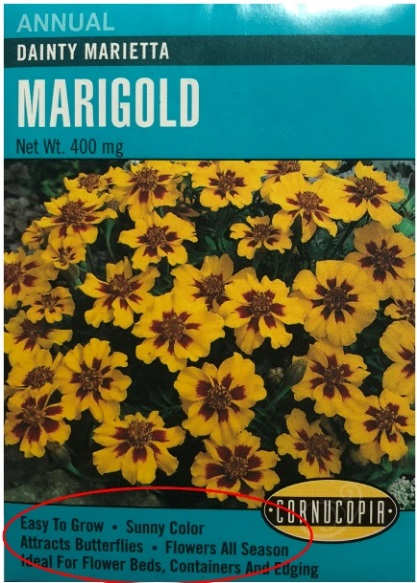 ANNUAL
DAINTY MARIETTA
MARIGOLD
Net Wt. 400 mg
·CORNUCOPIA·
Easy To Grow • Sunny Color
Attracts Butterflies • Flowers All Season
Ideal For Flower Beds, Containers And Edging